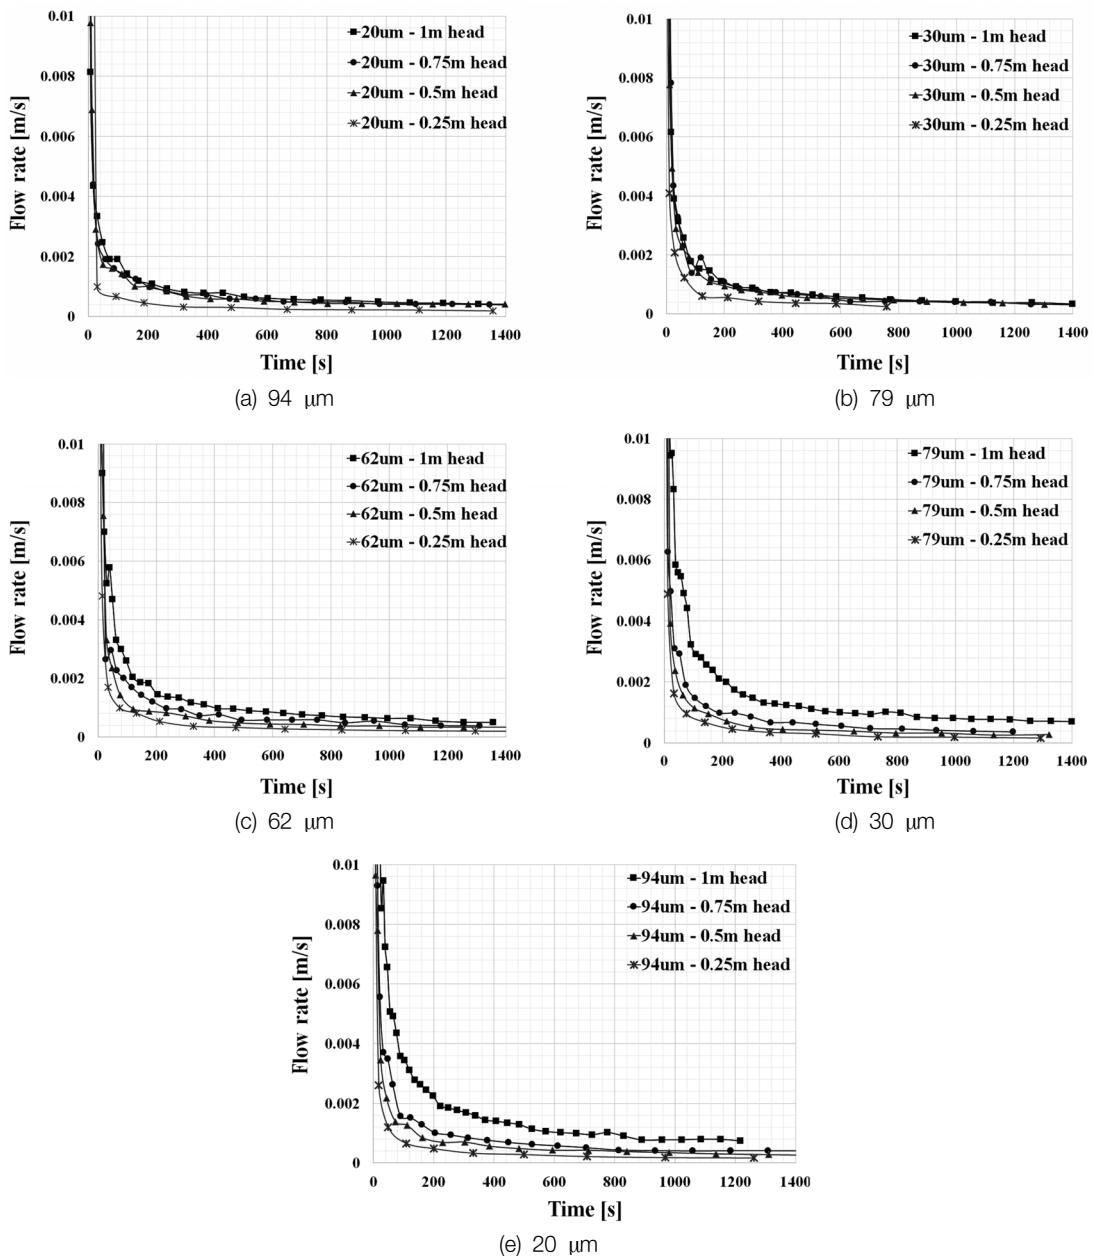 0.01
0.008
0.006
0.004
0.002
0
Flow rate [m/s]
20um - 1m head
20um - 0.75m head
20um - 0.5m head
20um - 0.25m head
0 200 400 600 800 1000 1200 1400
Time [s]
(a) 94 μm
0.01
0.008
0.006
0.004
0.002
0
Flow rate [m/s]
30um - 1m head
30um - 0.75m head
30um - 0.5m head
30um - 0.25m head
0 200 400 600 800 1000 1200 1400
Time [s]
(b) 79 μm
0.01
0.008
0.006
0.004
0.002
0
Flow rate [m/s]
62um - 1m head
62um - 0.75m head
62um - 0.5m head
62um - 0.25m head
0 200 400 600 800 1000 1200 1400
Time [s]
(c) 62 μm
0.01
0.008
0.006
0.004
0.002
0
Flow rate [m/s]
79um - 1m head
79um - 0.75m head
79um - 0.5m head
79um - 0.25m head
0 200 400 600 800 1000 1200 1400
Time [s]
(d) 30 μm
0.01
0.008
0.006
0.004
0.002
0
Flow rate [m/s]
94um - 1m head
94um - 0.75m head
94um - 0.5m head
94um - 0.25m head
0 200 400 600 800 1000 1200 1400
Time [s]
(e) 20 μm